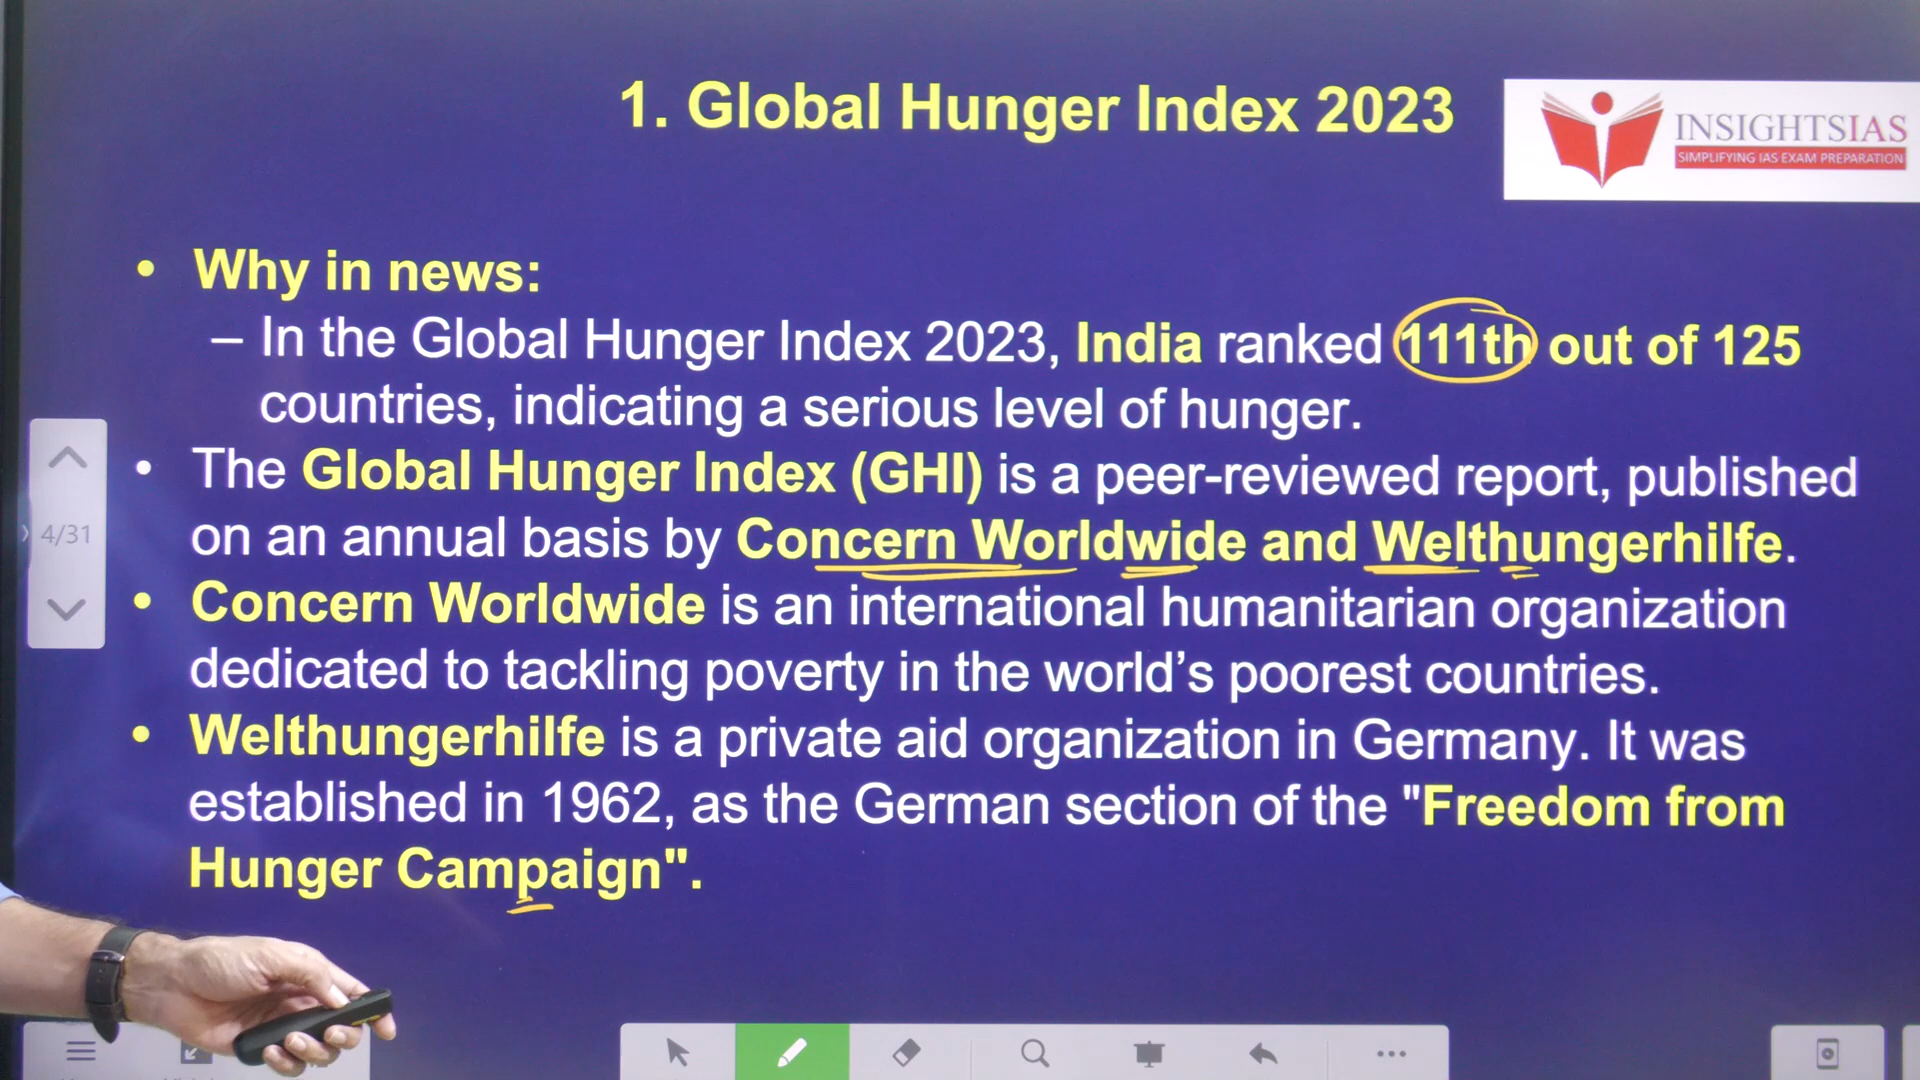 1. Global Hunger Index 2023
INSIGHTSIAS
SIMPLIFYING IAS EXAM PREPARATION
• Why in news:
– In the Global Hunger Index 2023, India ranked 111th out of 125
countries, indicating a serious level of hunger.
• The Global Hunger Index (GHI) is a peer-reviewed report, published
on an annual basis by Concern Worldwide and Welthungerhilfe.
• Concern Worldwide is an international humanitarian organization
dedicated to tackling poverty in the world’s poorest countries.
• Welthungerhilfe is a private aid organization in Germany. It was
established in 1962, as the German section of the "Freedom from
Hunger Campaign".
4/31